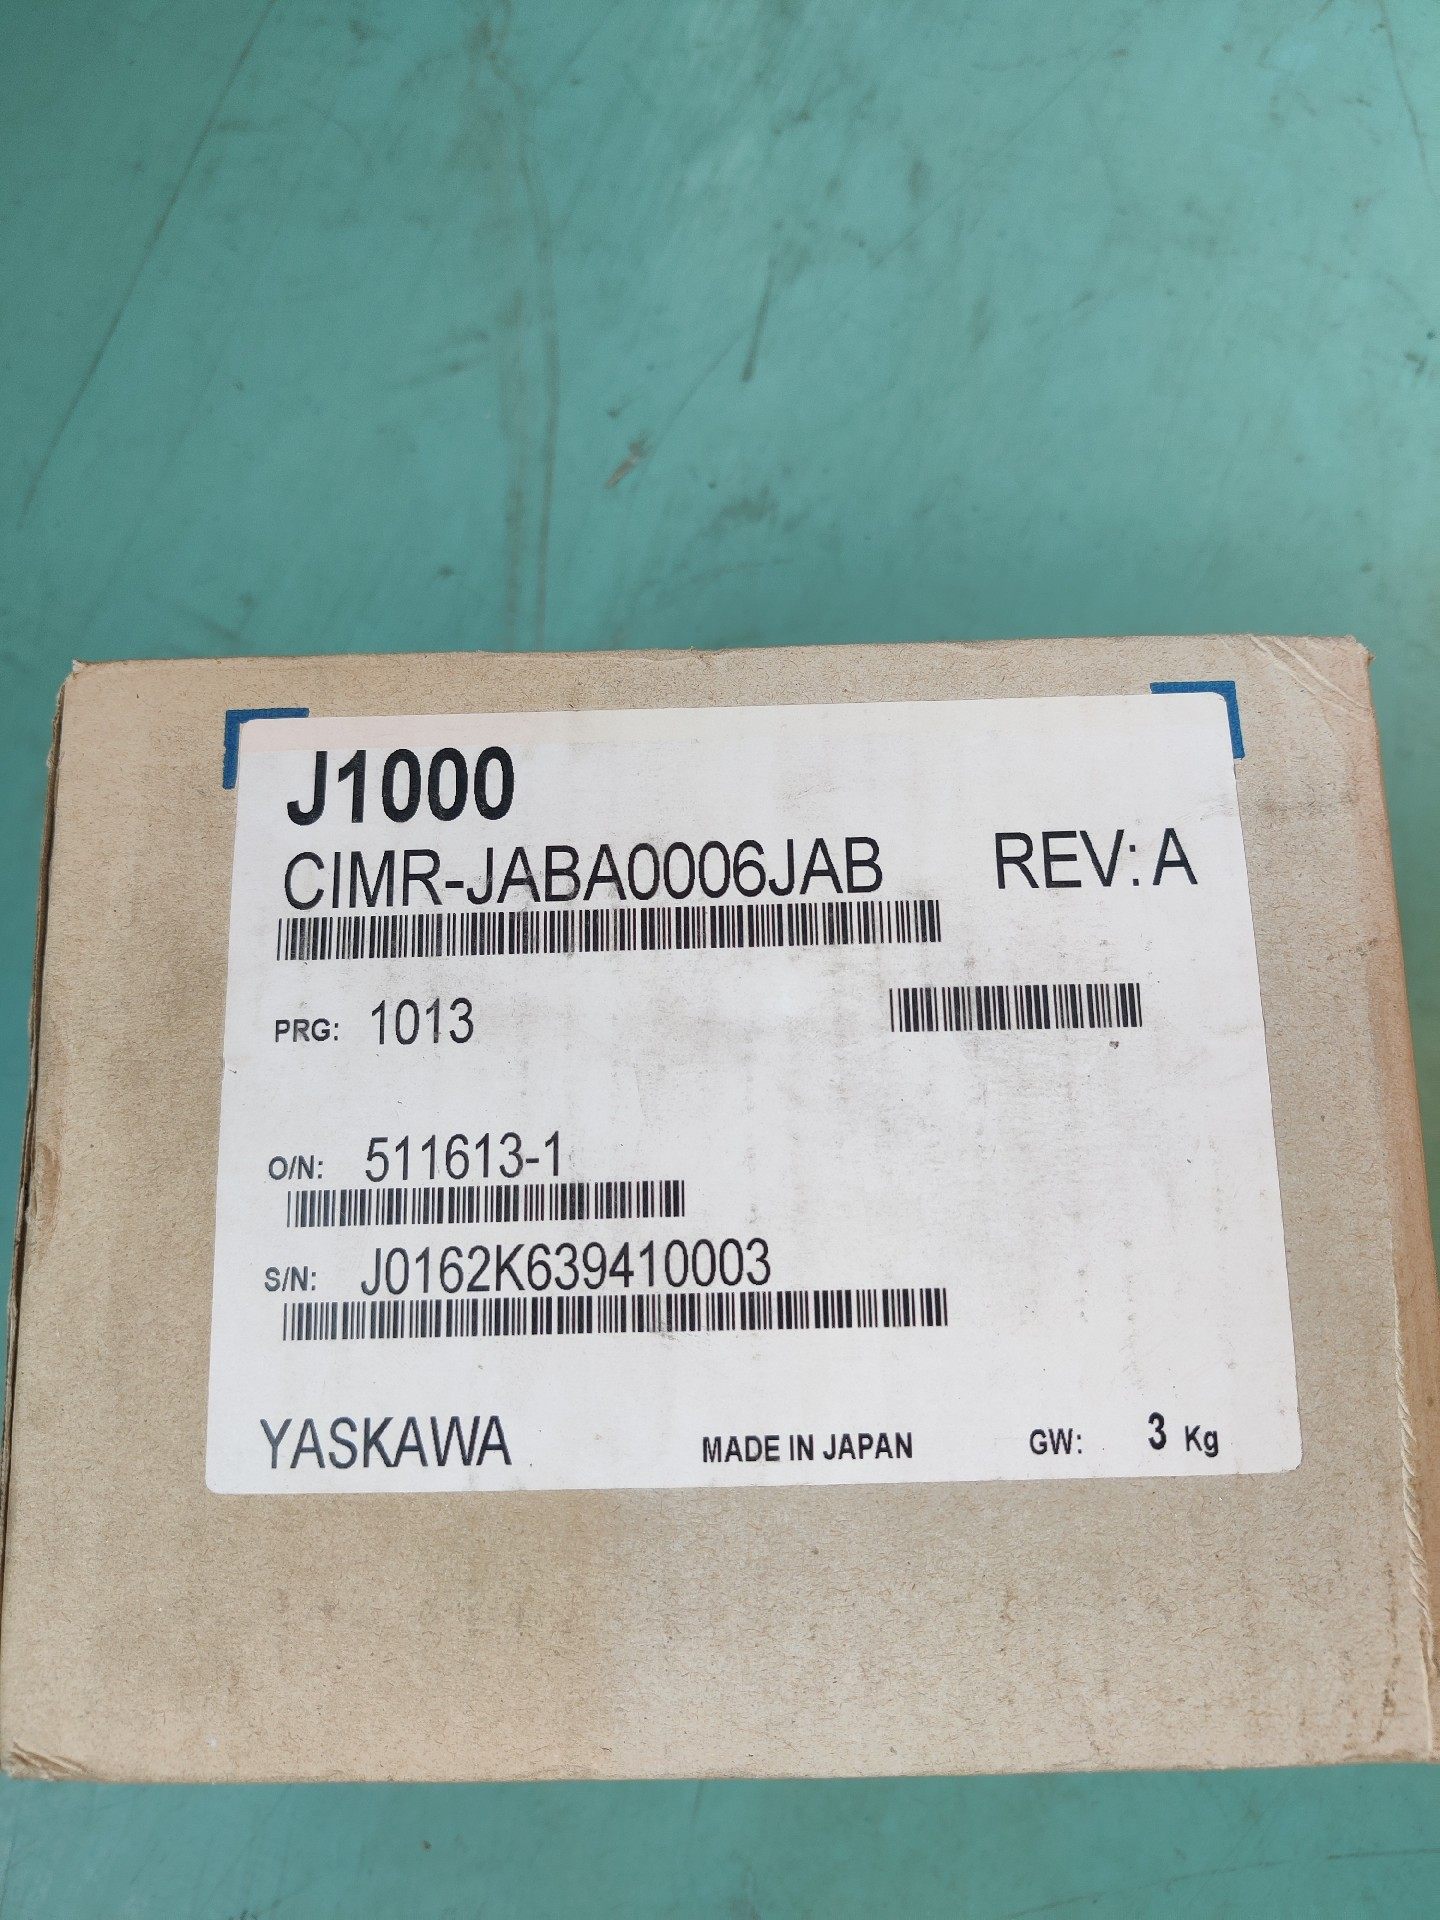 J1000
CIMR-JABA0006JAB REV: A
PRG: 1013
O/N: 511613-1
S/N: J0162K639410003
YASKAWA MADE IN JAPAN GW: 3 Kg